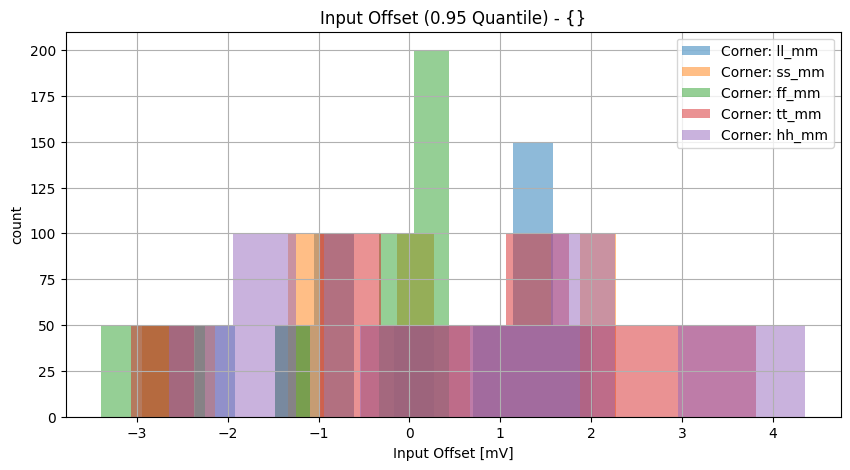 Input Offset (0.95 Quantile) - {}
Corner: ll_mm
Corner: ss_mm
Corner: ff_mm
Corner: tt_mm
Corner: hh_mm
count
200
175
150
125
100
75
50
25
0
−3
−2
−1
0
1
2
3
4
Input Offset [mV]